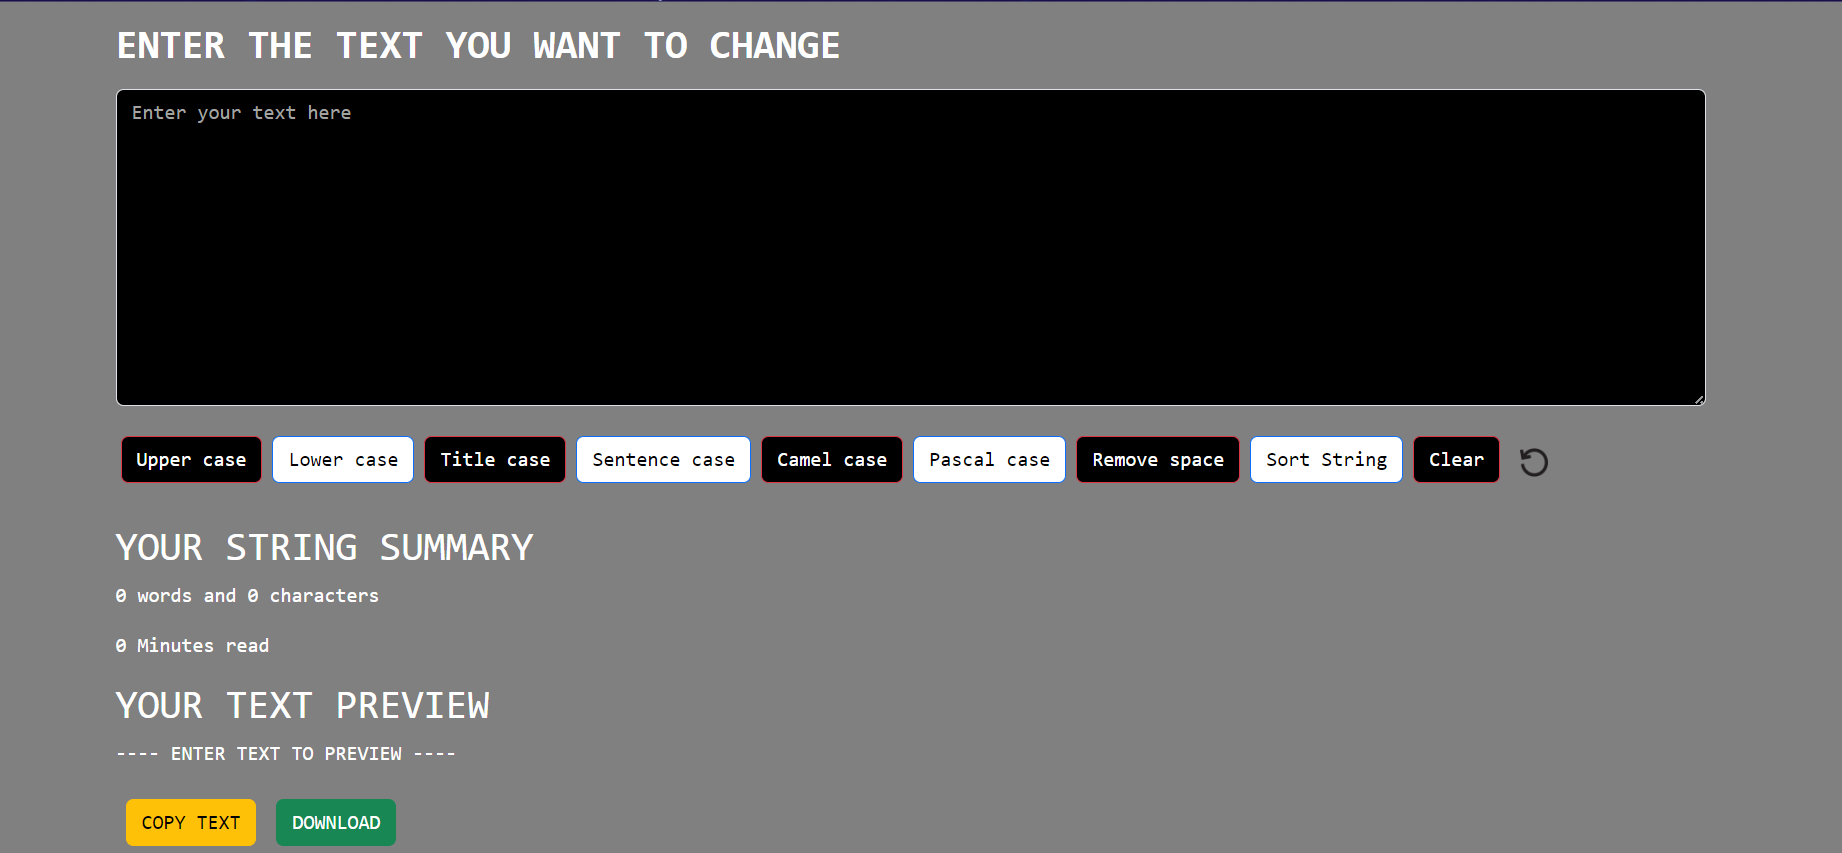 ENTER THE TEXT YOU WANT TO CHANGE
Enter your text here
Upper case Lower case Title case Sentence case Camel case Pascal case Remove space Sort String Clear
YOUR STRING SUMMARY
0 words and 0 characters
0 Minutes read
YOUR TEXT PREVIEW
---- ENTER TEXT TO PREVIEW ----
COPY TEXT DOWNLOAD